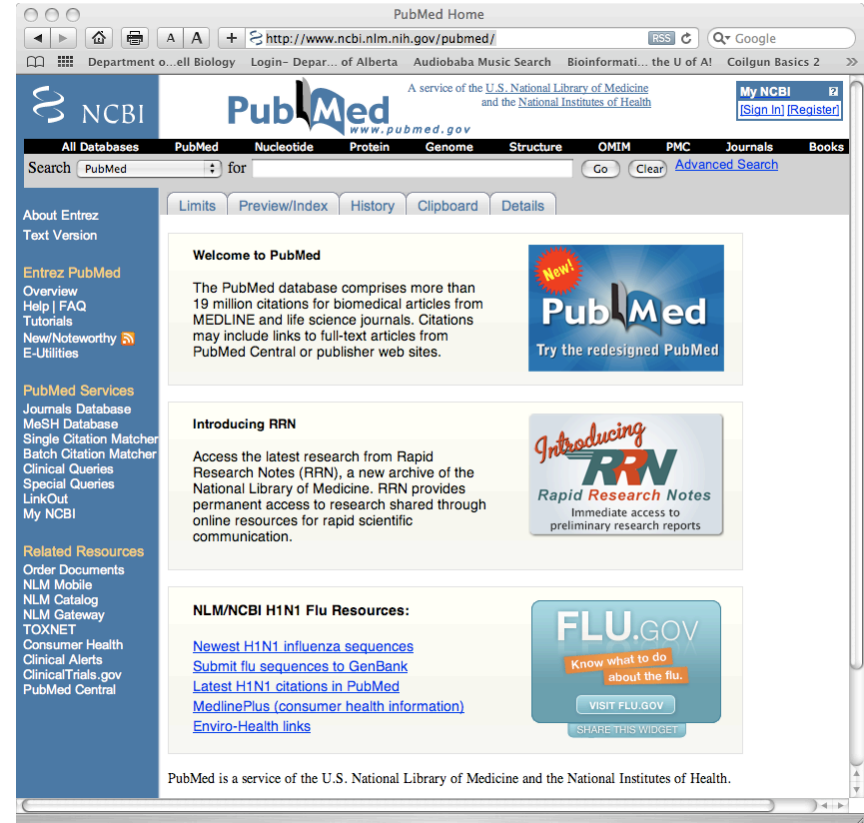 PubMed Home
A A + http://www.ncbi.nlm.nih.gov/pubmed/ RSS Google
Department o...ell Biology Login- Depar... of Alberta Audiobaba Music Search Bioinformati... the U of A! Coilgun Basics 2 >>
NCBI
PubMed
www.pubmed.gov
A service of the U.S. National Library of Medicine
and the National Institutes of Health
My NCBI ?
[Sign In] [Register]
All Databases PubMed Nucleotide Protein Genome Structure OMIM PMC Journals Books
Search PubMed for Go Clear Advanced Search
Limits Preview/Index History Clipboard Details
About Entrez
Text Version
Entrez PubMed
Overview
Help | FAQ
Tutorials
New/Noteworthy
E-Utilities
PubMed Services
Journals Database
MeSH Database
Single Citation Matcher
Batch Citation Matcher
Clinical Queries
Special Queries
LinkOut
My NCBI
Related Resources
Order Documents
NLM Mobile
NLM Catalog
NLM Gateway
TOXNET
Consumer Health
Clinical Alerts
ClinicalTrials.gov
PubMed Central
Welcome to PubMed
The PubMed database comprises more than
19 million citations for biomedical articles from
MEDLINE and life science journals. Citations
may include links to full-text articles from
PubMed Central or publisher web sites.
New!
PubMed
Try the redesigned PubMed
Introducing RRN
Access the latest research from Rapid
Research Notes (RRN), a new archive of the
National Library of Medicine. RRN provides
permanent access to research shared through
online resources for rapid scientific
communication.
Introducing
RRN
Rapid Research Notes
Immediate access to
preliminary research reports
NLM/NCBI H1N1 Flu Resources:
Newest H1N1 influenza sequences
Submit flu sequences to GenBank
Latest H1N1 citations in PubMed
MedlinePlus (consumer health information)
Enviro-Health links
FLU.GOV
Know what to do
about the flu.
VISIT FLU.GOV
SHARE THIS WIDGET
PubMed is a service of the U.S. National Library of Medicine and the National Institutes of Health.